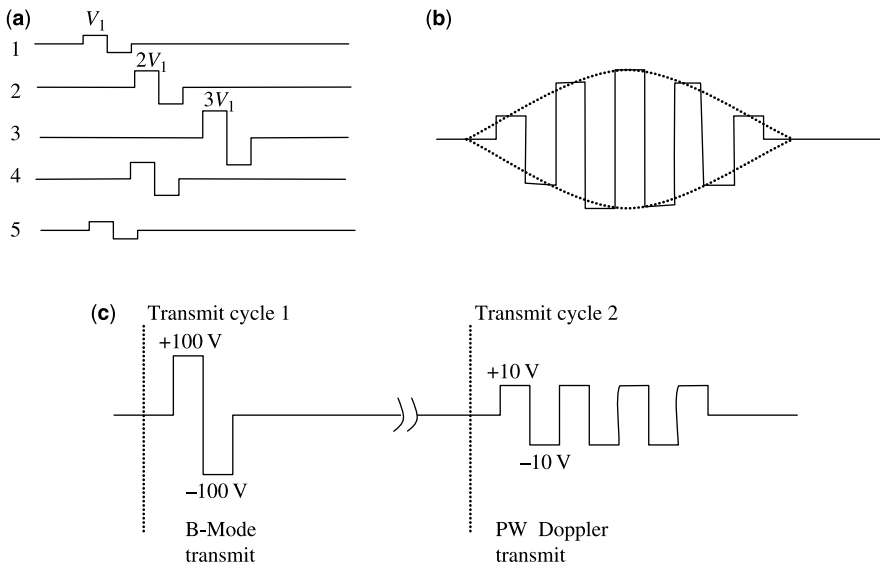 (a)
V1
1
2V1
2
3V1
3
4
5
(b)
(c)
Transmit cycle 1
+100 V
−100 V
B-Mode
transmit
Transmit cycle 2
+10 V
−10 V
PW Doppler
transmit